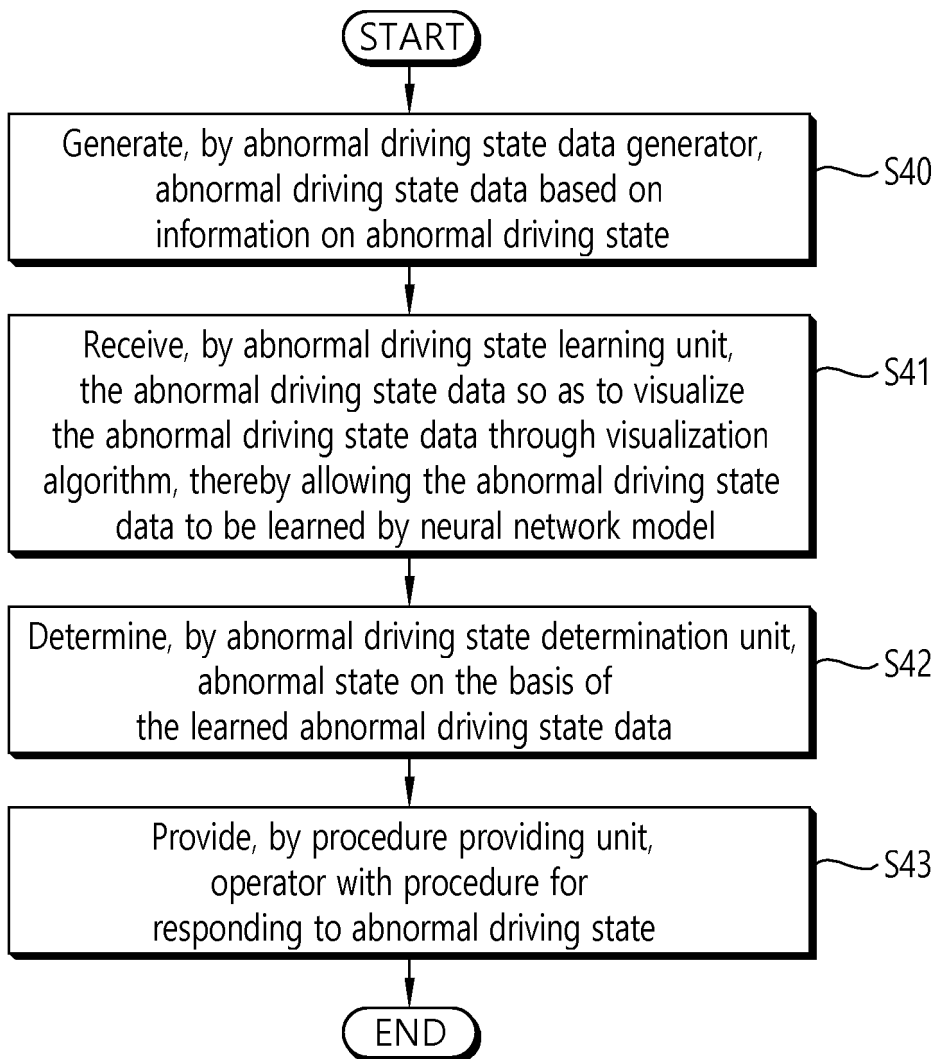 START
Generate, by abnormal driving state data generator,
abnormal driving state data based on
information on abnormal driving state
S40
Receive, by abnormal driving state learning unit,
the abnormal driving state data so as to visualize
the abnormal driving state data through visualization
algorithm, thereby allowing the abnormal driving state
data to be learned by neural network model
S41
Determine, by abnormal driving state determination unit,
abnormal state on the basis of
the learned abnormal driving state data
S42
Provide, by procedure providing unit,
operator with procedure for
responding to abnormal driving state
S43
END